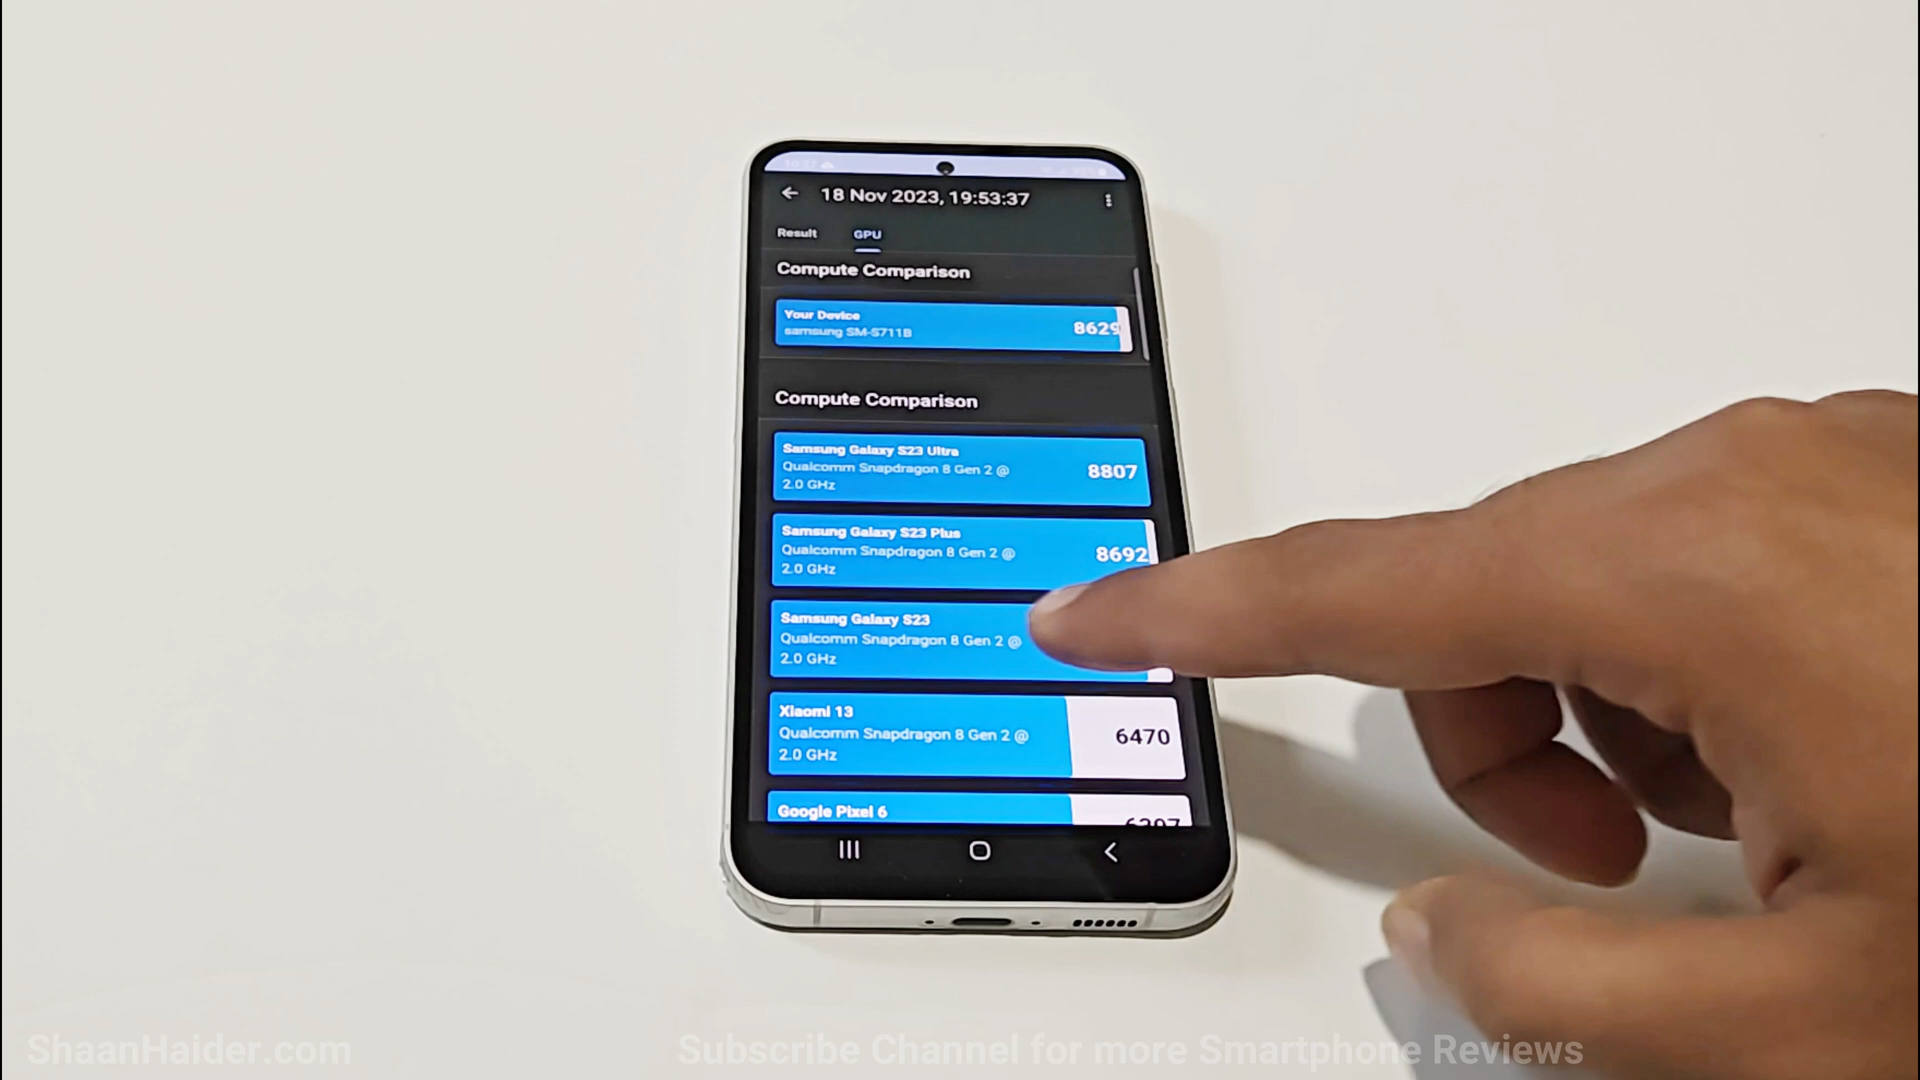 18 Nov 2023, 19:53:37
Result GPU
Compute Comparison
Your Device
samsung SM-S711B
8629
Compute Comparison
Samsung Galaxy S23 Ultra
Qualcomm Snapdragon 8 Gen 2 @
2.0 GHz
8807
Samsung Galaxy S23 Plus
Qualcomm Snapdragon 8 Gen 2 @
2.0 GHz
8692
Samsung Galaxy S23
Qualcomm Snapdragon 8 Gen 2 @
2.0 GHz
Xiaomi 13
Qualcomm Snapdragon 8 Gen 2 @
2.0 GHz
6470
Google Pixel 6
ShaanHaider.com
Subscribe Channel for more Smartphone Reviews